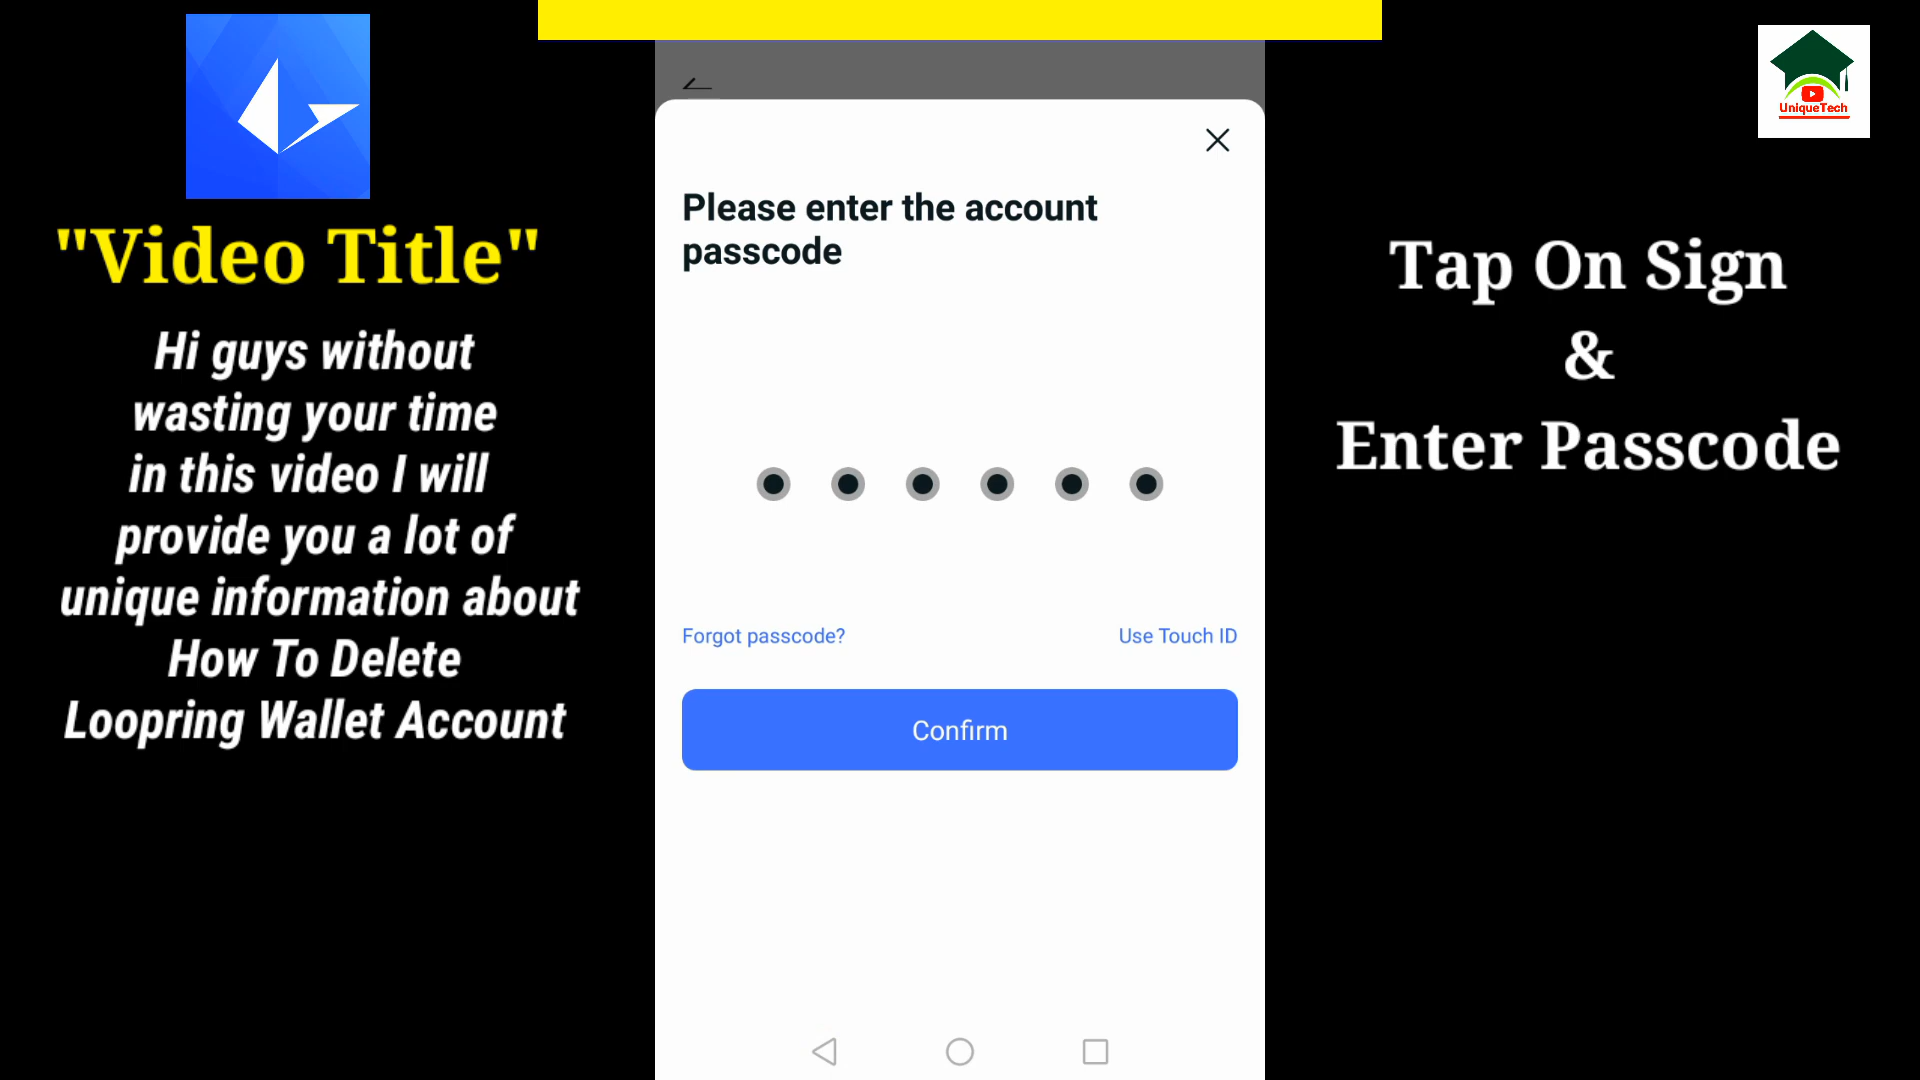 "Video Title"
Hi guys without
wasting your time
in this video I will
provide you a lot of
unique information about
How To Delete
Loopring Wallet Account
Please enter the account
passcode
Forgot passcode?
Use Touch ID
Confirm
UniqueTech
Tap On Sign
&
Enter Passcode